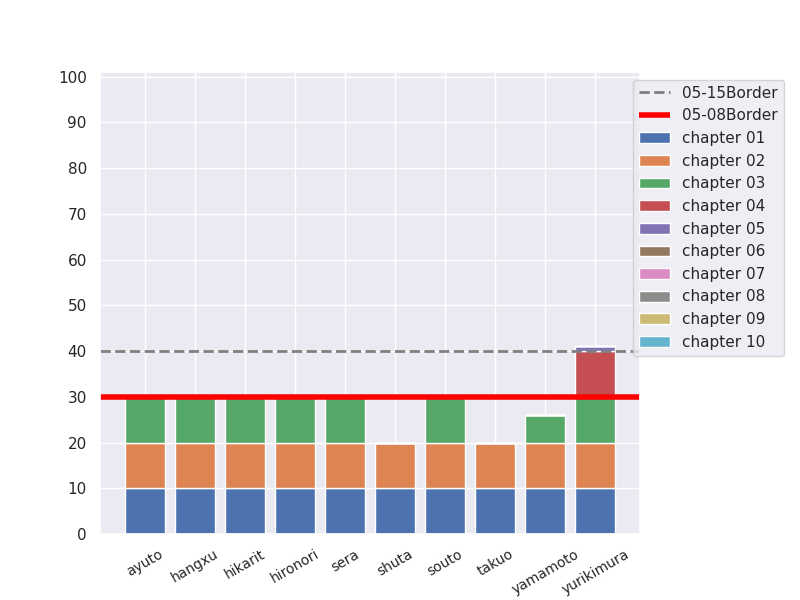 100
90
80
70
60
50
40
30
20
10
0
05-15Border
05-08Border
chapter 01
chapter 02
chapter 03
chapter 04
chapter 05
chapter 06
chapter 07
chapter 08
chapter 09
chapter 10
ayuto
hangxu
hikarit
hironori
sera
shuta
souto
takuo
yamamoto
yurikimura